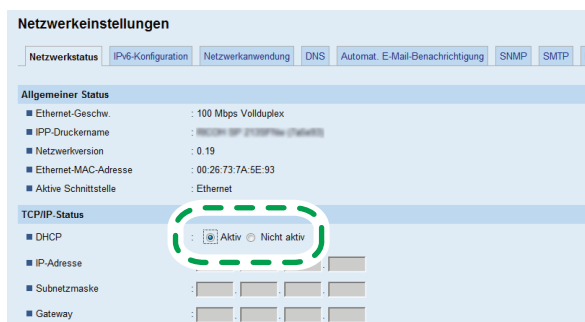 Netzwerkeinstellungen
Netzwerkstatus IPv6-Konfiguration Netzwerkanwendung DNS Automat. E-Mail-Benachrichtigung SNMP SMTP
Allgemeiner Status
Ethernet-Geschw. : 100 Mbps Vollduplex
IPP-Druckername :
Netzwerkversion : 0.19
Ethernet-MAC-Adresse : 00:26:73:7A:5E:93
Aktive Schnittstelle : Ethernet
TCP/IP-Status
DHCP : Aktiv Nicht aktiv
IP-Adresse : . . .
Subnetzmaske : . . .
Gateway : . . .